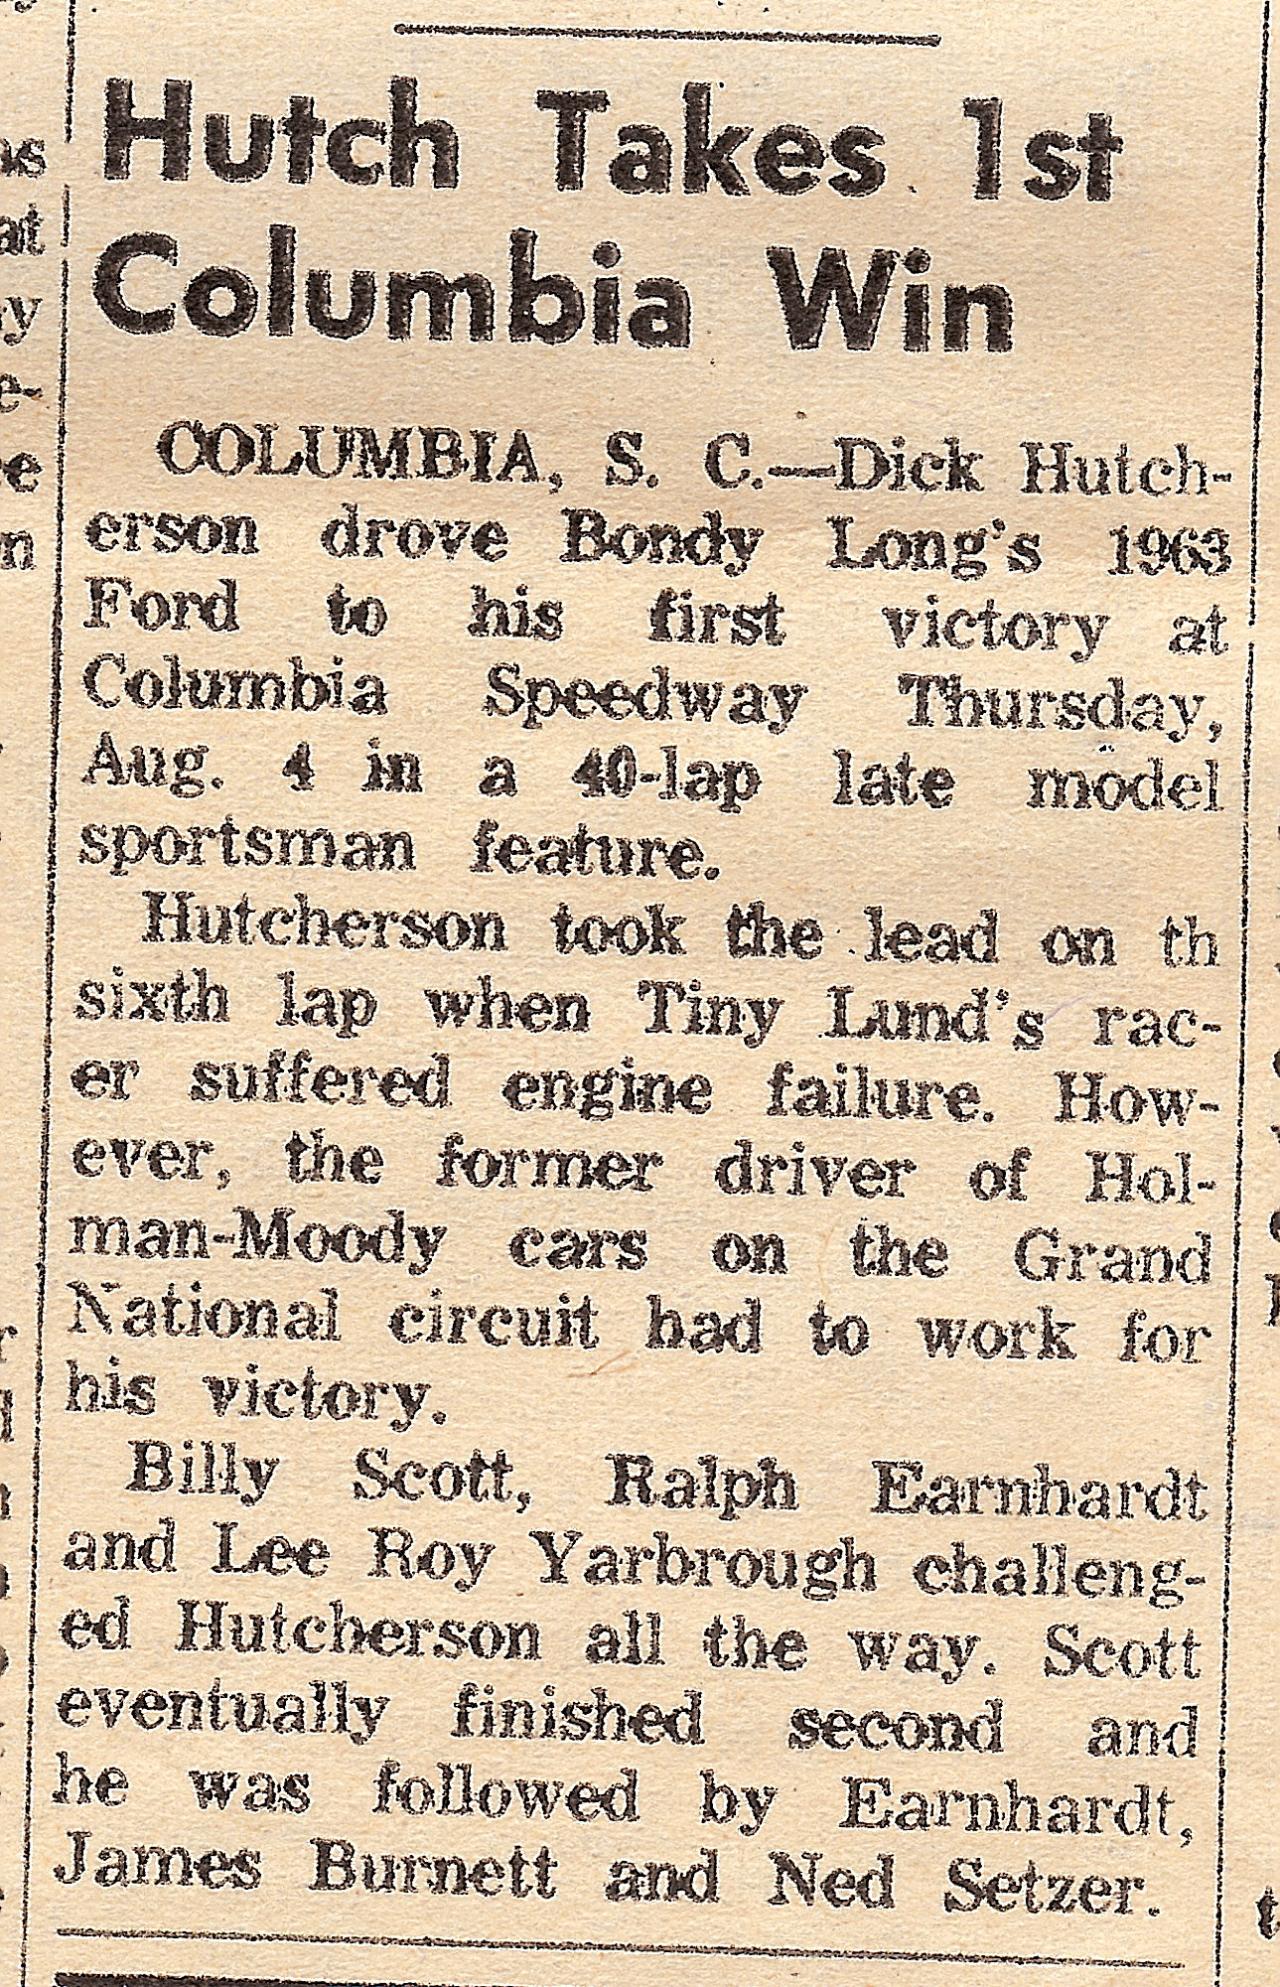 Hutch Takes 1st
Columbia Win
COLUMBIA, S. C.—Dick Hutch-
erson drove Bondy Long's 1963
Ford to his first victory at
Columbia Speedway Thursday,
Aug. 4 in a 40-lap late model
sportsman feature.
Hutcherson took the lead on th
sixth lap when Tiny Lund's rac-
er suffered engine failure. How-
ever, the former driver of Hol-
man-Moody cars on the Grand
National circuit had to work for
his victory.
Billy Scott, Ralph Earnhardt
and Lee Roy Yarbrough challeng-
ed Hutcherson all the way. Scott
eventually finished second and
he was followed by Earnhardt,
James Burnett and Ned Setzer.